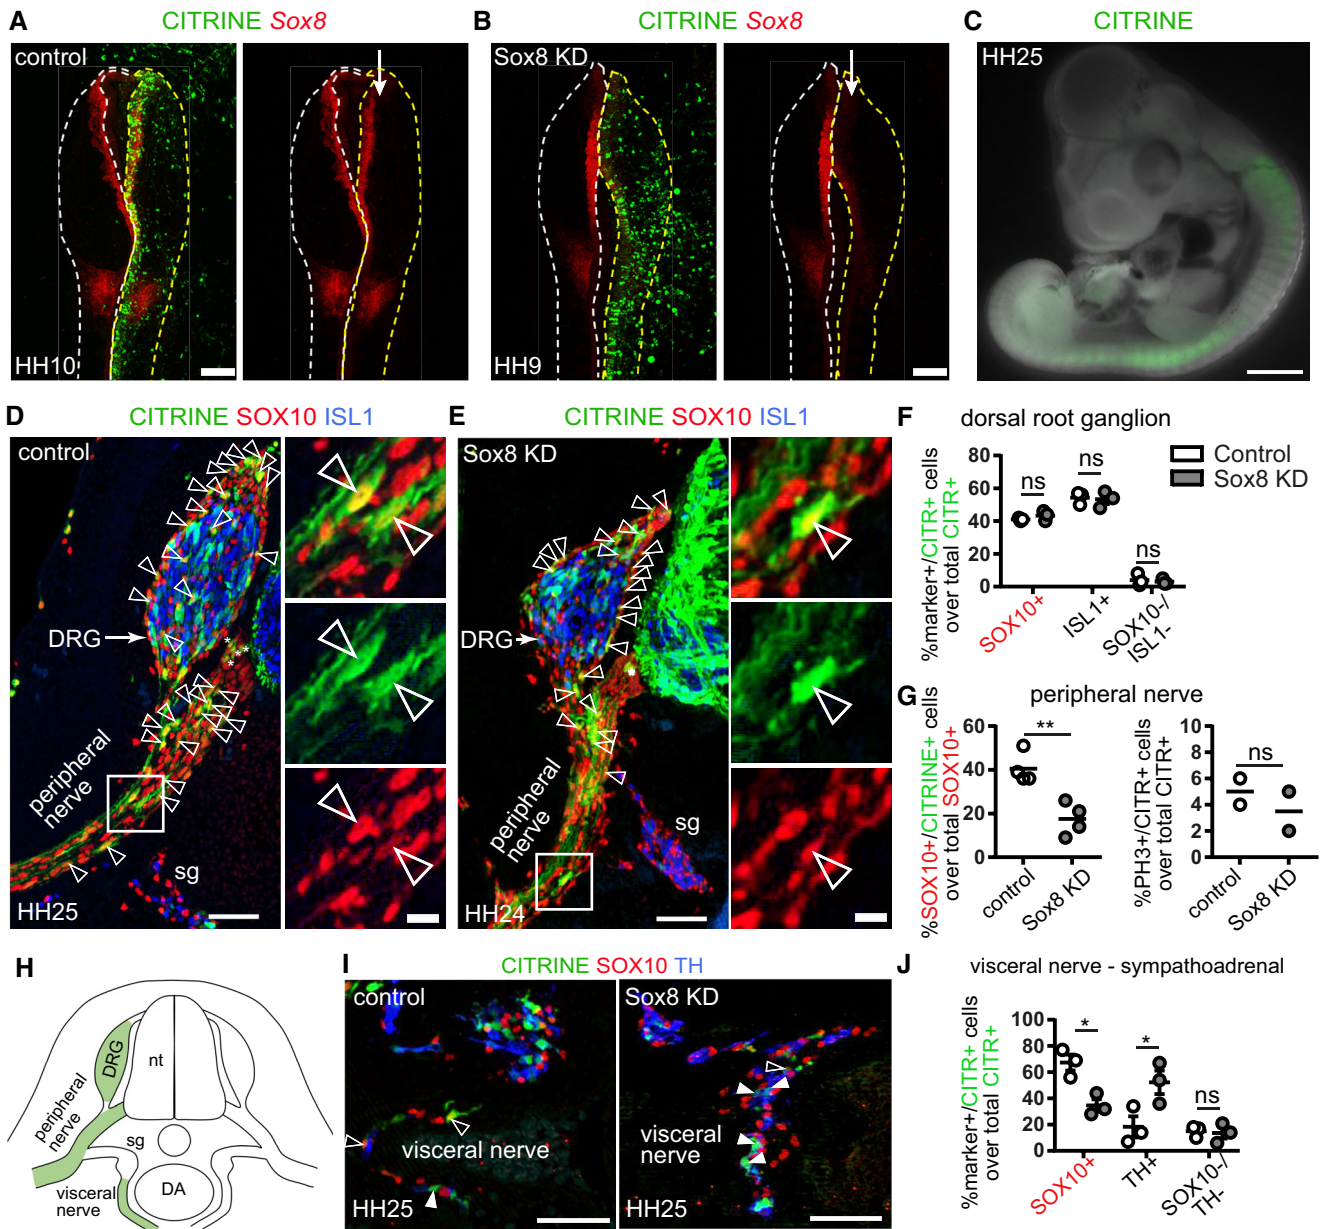 A
CITRINE Sox8
control
HH10
B
CITRINE Sox8
Sox8 KD
HH9
C
CITRINE
HH25
D
CITRINE SOX10 ISL1
control
DRG
***
*
peripheral
nerve
sg
HH25
E
CITRINE SOX10 ISL1
Sox8 KD
DRG
*
peripheral
nerve
sg
HH24
F
dorsal root ganglion
%marker+/CITR+ cells
over total CITR+
80
60
40
20
0
ns
ns
ns
Control
Sox8 KD
SOX10+
ISL1+
SOX10-/
ISL1-
G
peripheral nerve
%SOX10+/CITRINE+ cells
over total SOX10+
60
40
20
0
**
control
Sox8 KD
%PH3+/CITR+ cells
over total CITR+
10
8
6
4
2
0
ns
control
Sox8 KD
H
DRG
nt
peripheral
nerve
sg
visceral
nerve
DA
I
CITRINE SOX10 TH
control
visceral nerve
HH25
Sox8 KD
visceral
nerve
HH25
J
visceral nerve - sympathoadrenal
%marker+/CITR+ cells
over total CITR+
100
80
60
40
20
0
*
*
ns
SOX10+
TH+
SOX10-/
TH-